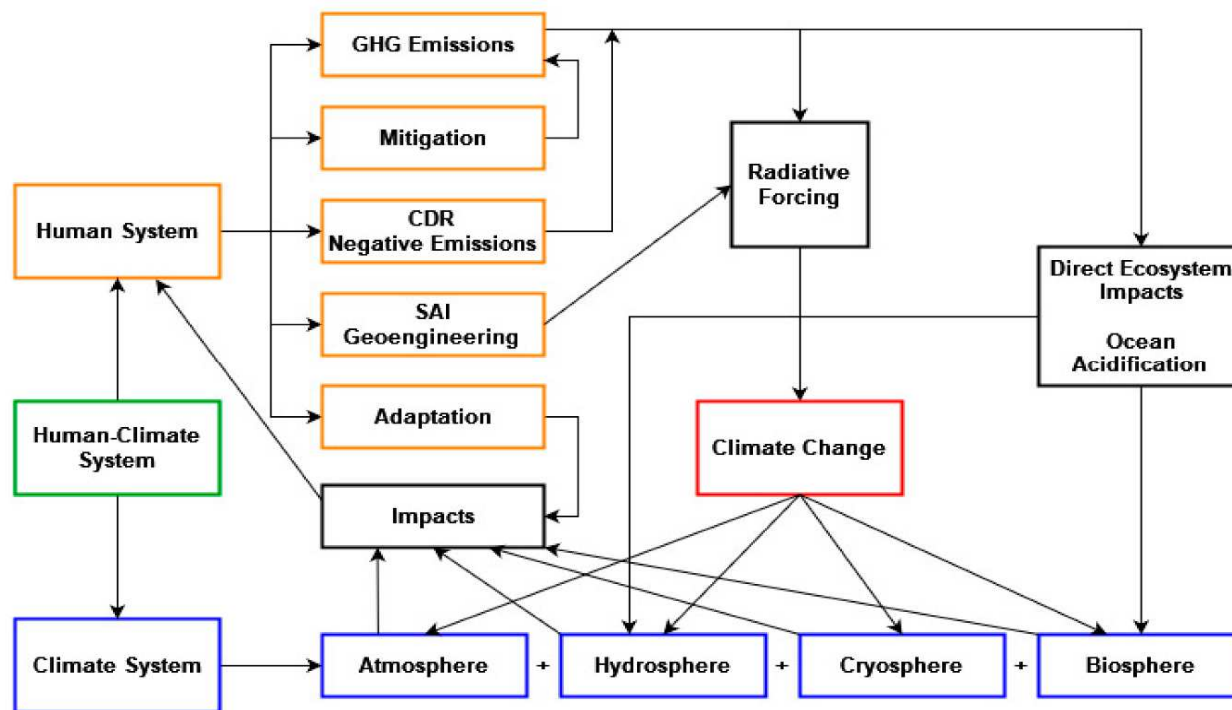 GHG Emissions
Mitigation
Radiative
Forcing
Human System
CDR
Negative Emissions
Direct Ecosystem
Impacts
Ocean
Acidification
SAI
Geoengineering
Adaptation
Human-Climate
System
Climate Change
Impacts
Climate System
Atmosphere + Hydrosphere + Cryosphere + Biosphere